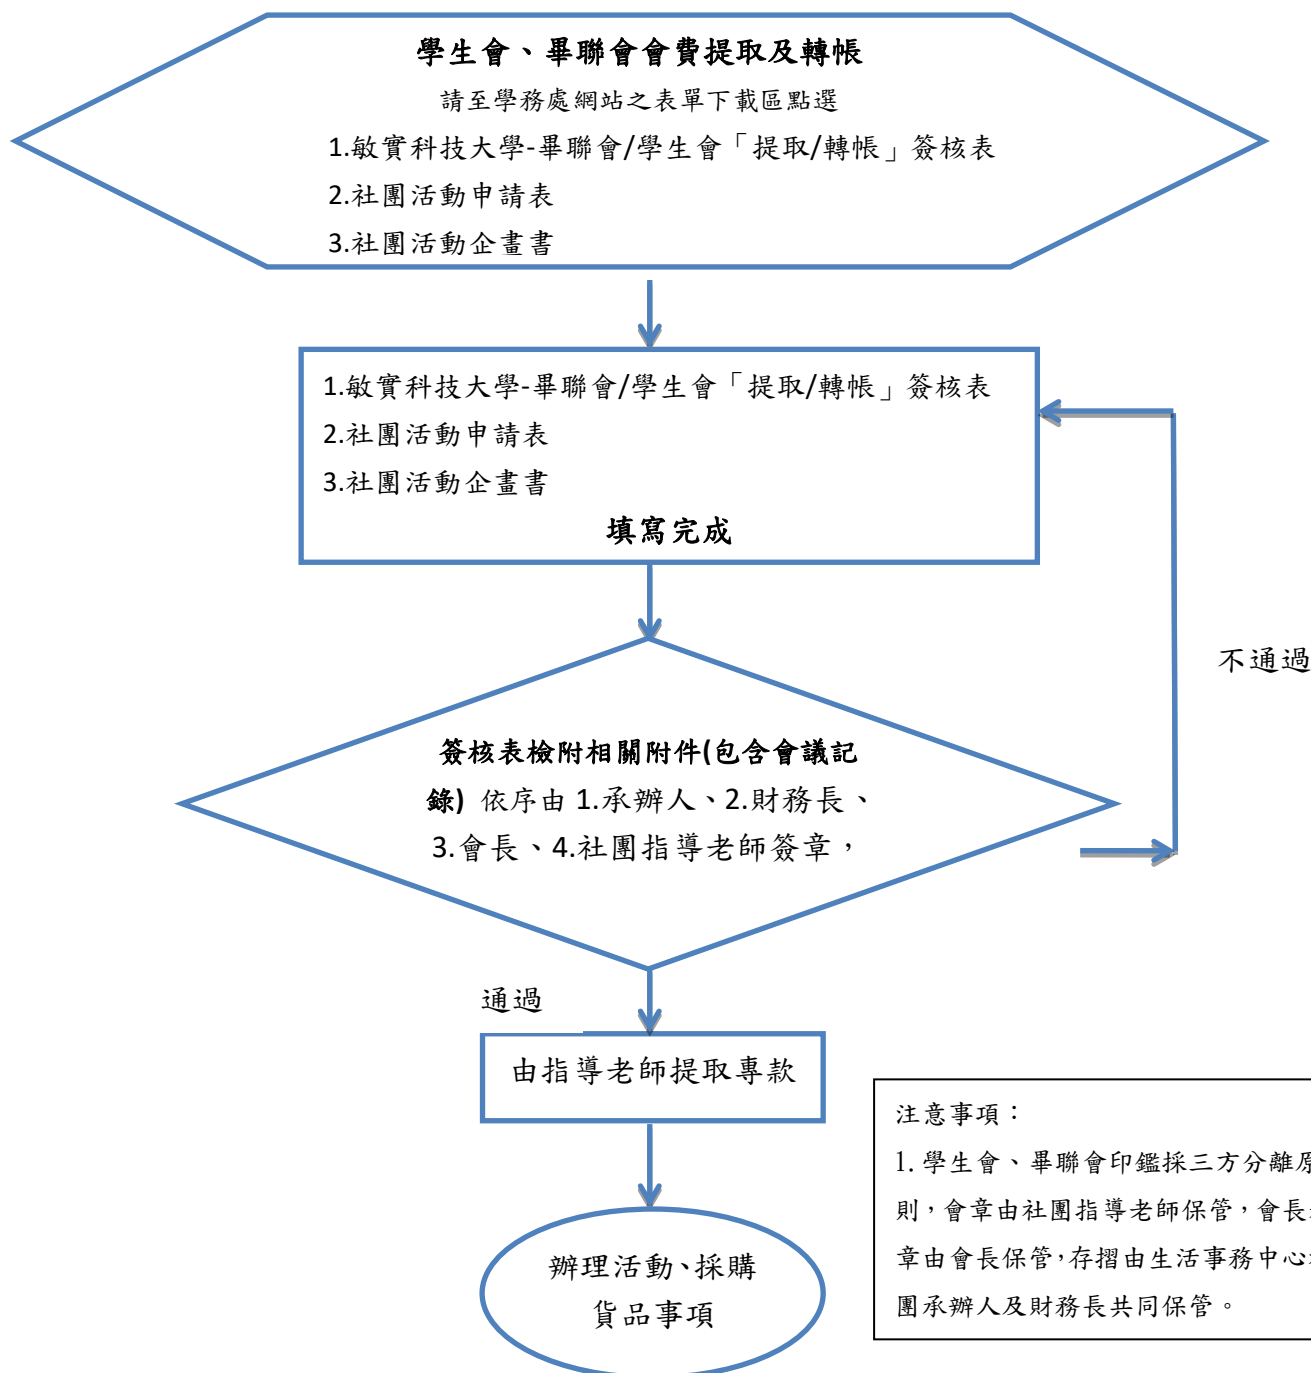 學生會、畢聯會會費提取及轉帳
請至學務處網站之表單下載區點選
1.敏實科技大學-畢聯會/學生會「提取/轉帳」簽核表
2.社團活動申請表
3.社團活動企畫書
1.敏實科技大學-畢聯會/學生會「提取/轉帳」簽核表
2.社團活動申請表
3.社團活動企畫書
填寫完成
不通過
簽核表檢附相關附件(包含會議記
錄) 依序由 1.承辦人、2.財務長、
3.會長、4.社團指導老師簽章，
通過
由指導老師提取專款
辦理活動、採購
貨品事項
注意事項：
1. 學生會、畢聯會印鑑採三方分離原
則，會章由社團指導老師保管，會長
章由會長保管，存摺由生活事務中心
團承辦人及財務長共同保管。